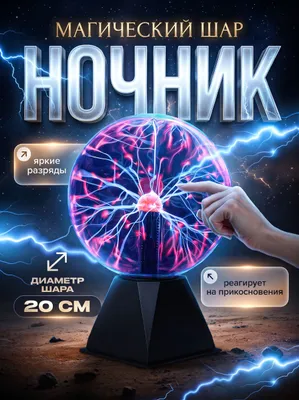 МАГИЧЕСКИЙ ШАР
НОЧНИК
яркие
разряды
ДИАМЕТР
ШАРА
20 СМ
реагирует
на прикосновения